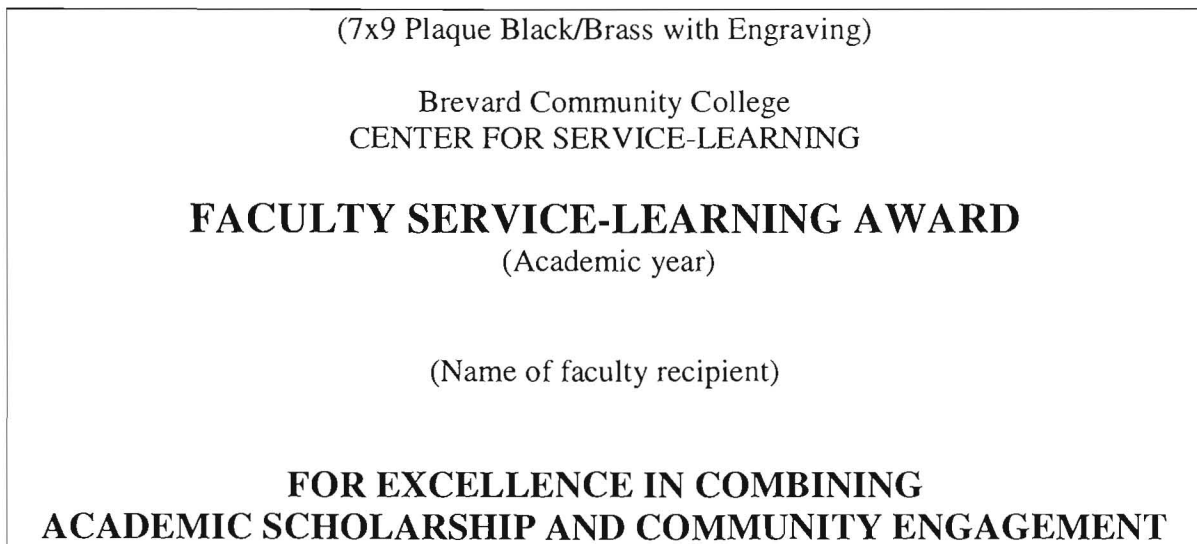 (7x9 Plaque Black/Brass with Engraving)
Brevard Community College
CENTER FOR SERVICE-LEARNING
FACULTY SERVICE-LEARNING AWARD
(Academic year)
(Name of faculty recipient)
FOR EXCELLENCE IN COMBINING
ACADEMIC SCHOLARSHIP AND COMMUNITY ENGAGEMENT